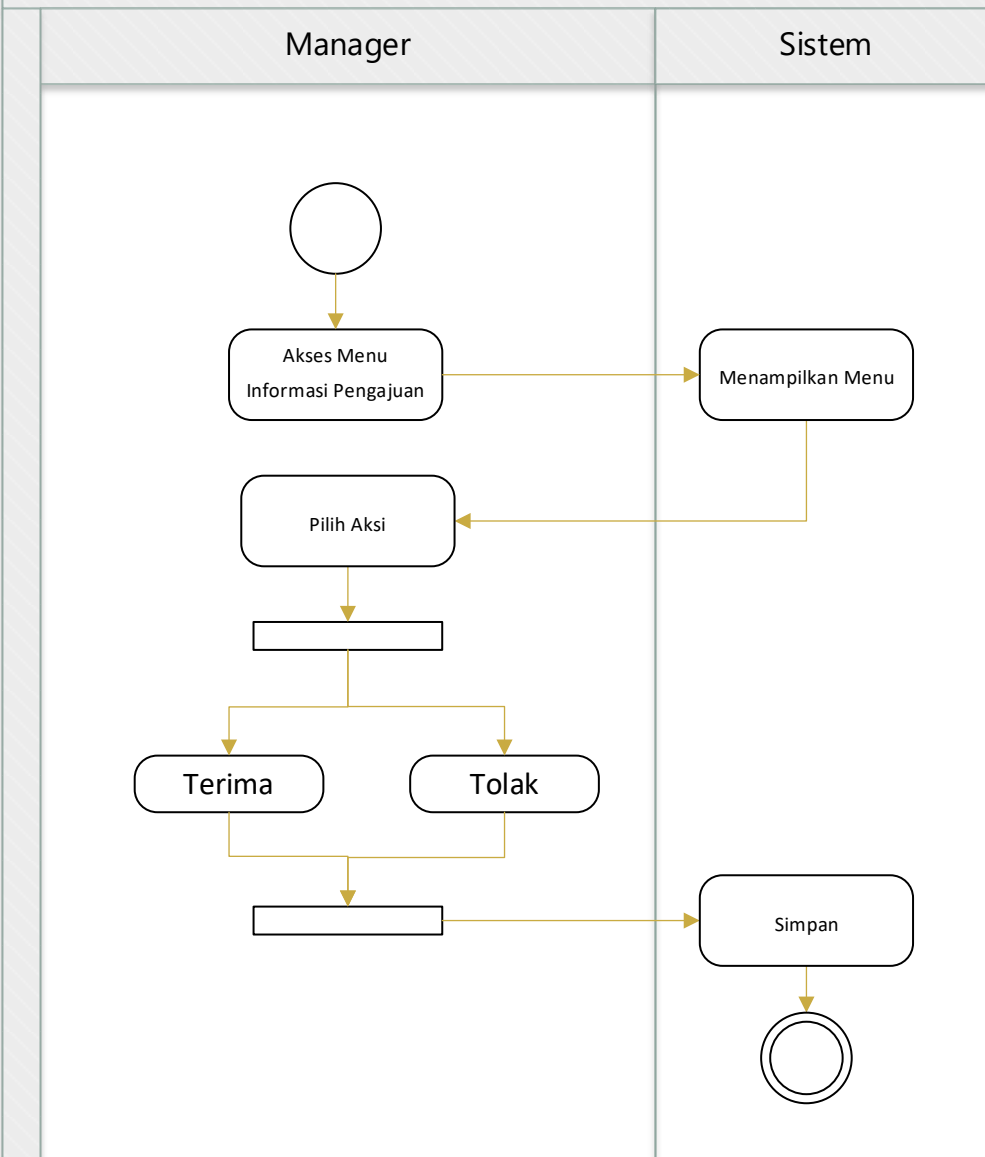 Manager
Sistem
Akses Menu
Informasi Pengajuan
Menampilkan Menu
Pilih Aksi
Terima
Tolak
Simpan